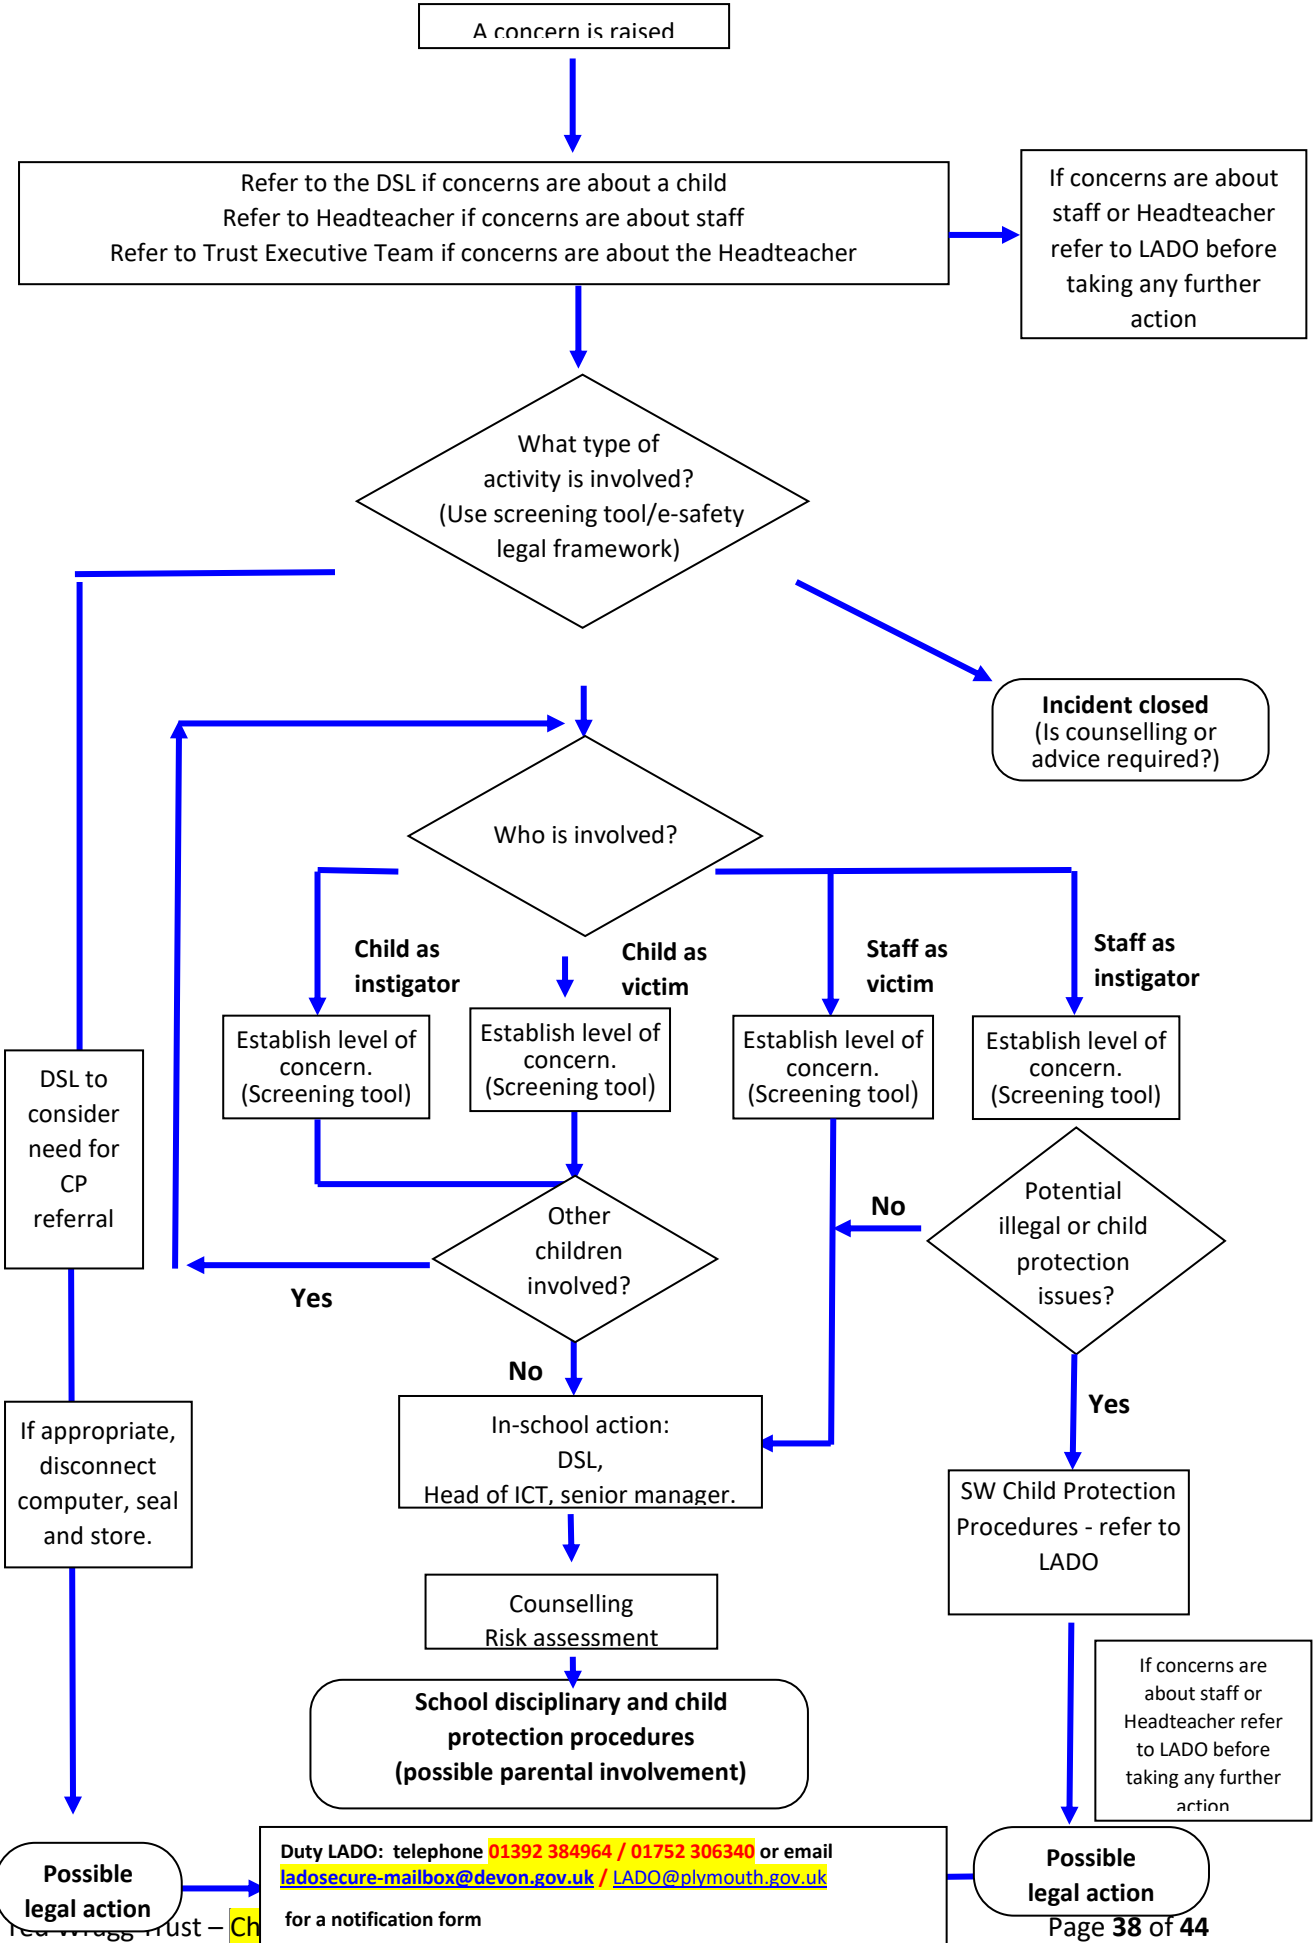 A concern is raised
Refer to the DSL if concerns are about a child
Refer to Headteacher if concerns are about staff
Refer to Trust Executive Team if concerns are about the Headteacher
If concerns are about
staff or Headteacher
refer to LADO before
taking any further
action
What type of
activity is involved?
(Use screening tool/e-safety
legal framework)
Incident closed
(Is counselling or
advice required?)
Who is involved?
Child as
instigator
Child as
victim
Staff as
victim
Staff as
instigator
Establish level of
concern.
(Screening tool)
Establish level of
concern.
(Screening tool)
Establish level of
concern.
(Screening tool)
Establish level of
concern.
(Screening tool)
DSL to
consider
need for
CP
referral
Other
children
involved?
Yes
No
Potential
illegal or child
protection
issues?
No
Yes
If appropriate,
disconnect
computer, seal
and store.
In-school action:
DSL,
Head of ICT, senior manager.
SW Child Protection
Procedures - refer to
LADO
Counselling
Risk assessment
School disciplinary and child
protection procedures
(possible parental involvement)
If concerns are
about staff or
Headteacher refer
to LADO before
taking any further
action
Possible
legal action
Duty LADO: telephone 01392 384964 / 01752 306340 or email
ladosecure-mailbox@devon.gov.uk / LADO@plymouth.gov.uk
for a notification form
Possible
legal action
Ted Wragg Trust – Ch
Page 38 of 44